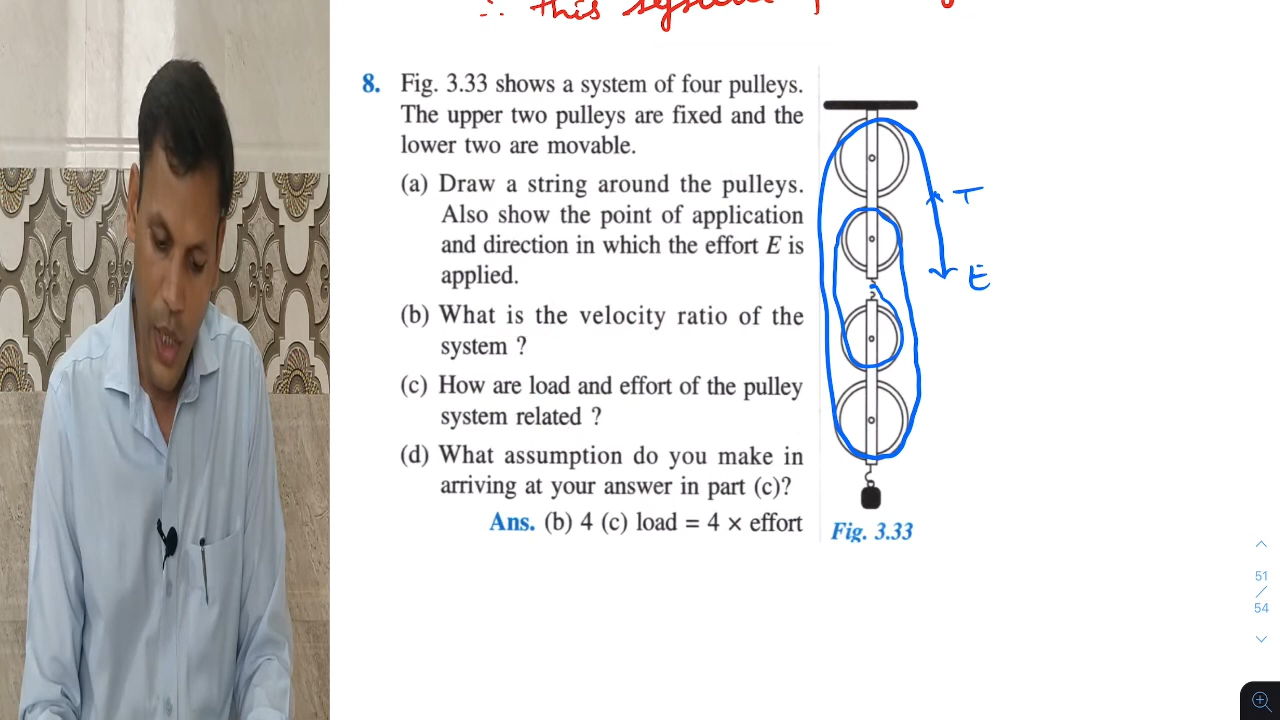 ∴ this system
8. Fig. 3.33 shows a system of four pulleys.
The upper two pulleys are fixed and the
lower two are movable.
(a) Draw a string around the pulleys.
Also show the point of application
and direction in which the effort E is
applied.
(b) What is the velocity ratio of the
system ?
(c) How are load and effort of the pulley
system related ?
(d) What assumption do you make in
arriving at your answer in part (c)?
Ans. (b) 4 (c) load = 4 × effort
T
E
Fig. 3.33
51
/
54